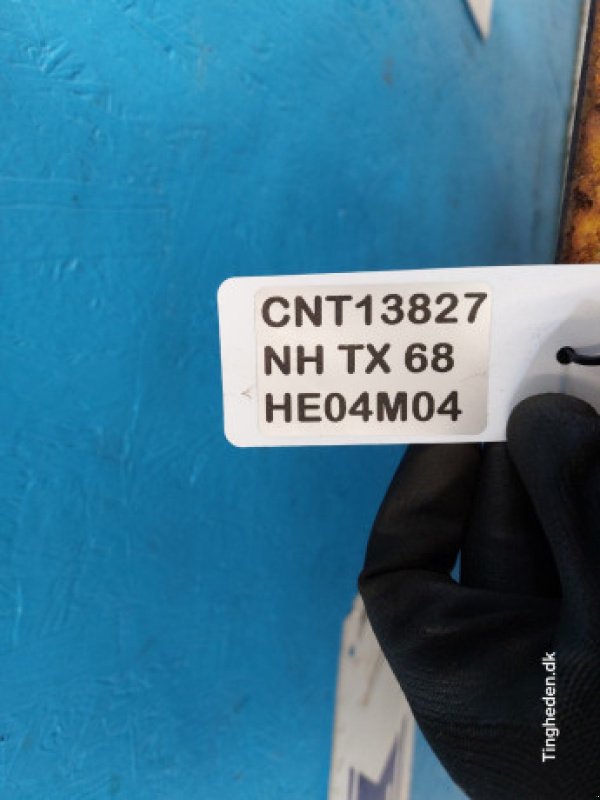 CNT13827
NH TX 68
HE04M04
Tingheden.dk